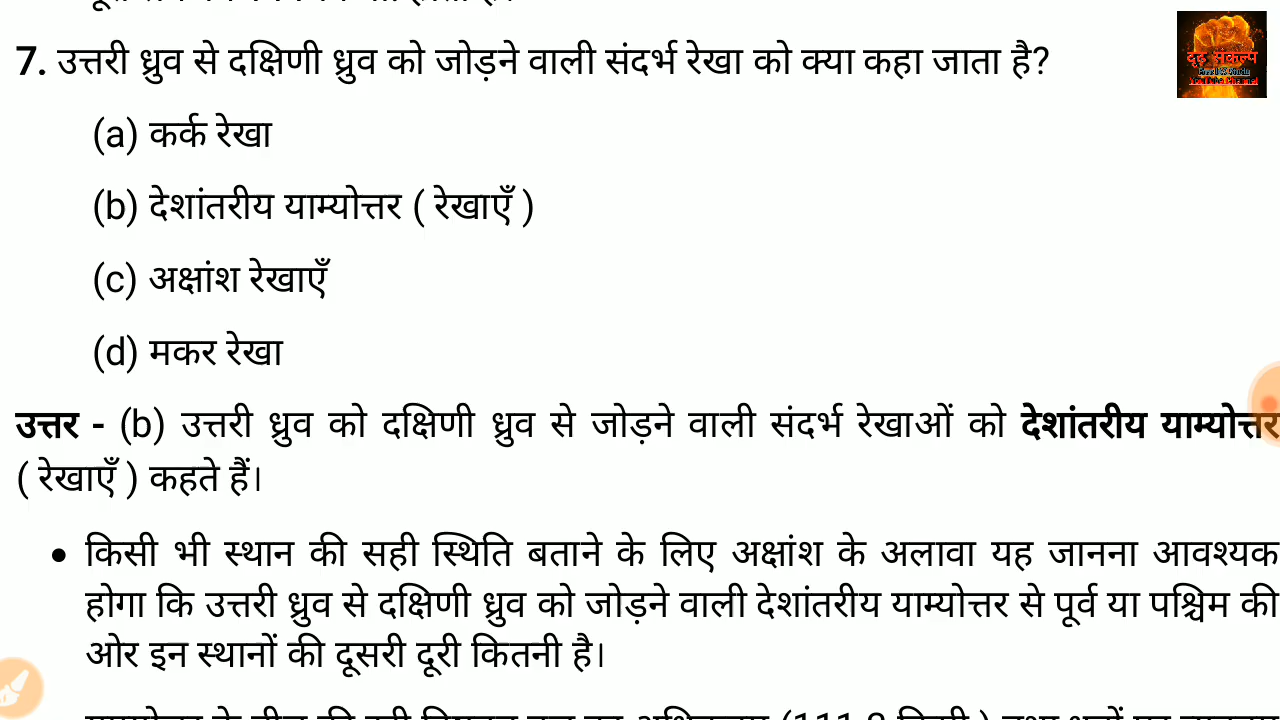 7. उत्तरी ध्रुव से दक्षिणी ध्रुव को जोड़ने वाली संदर्भ रेखा को क्या कहा जाता है?
दृढ़ संकल्प
(a) कर्क रेखा
(b) देशांतरीय याम्योत्तर ( रेखाएँ )
(c) अक्षांश रेखाएँ
(d) मकर रेखा
उत्तर - (b) उत्तरी ध्रुव को दक्षिणी ध्रुव से जोड़ने वाली संदर्भ रेखाओं को देशांतरीय याम्योत्तर
( रेखाएँ ) कहते हैं।
• किसी भी स्थान की सही स्थिति बताने के लिए अक्षांश के अलावा यह जानना आवश्यक
होगा कि उत्तरी ध्रुव से दक्षिणी ध्रुव को जोड़ने वाली देशांतरीय याम्योत्तर से पूर्व या पश्चिम की
ओर इन स्थानों की दूसरी दूरी कितनी है।